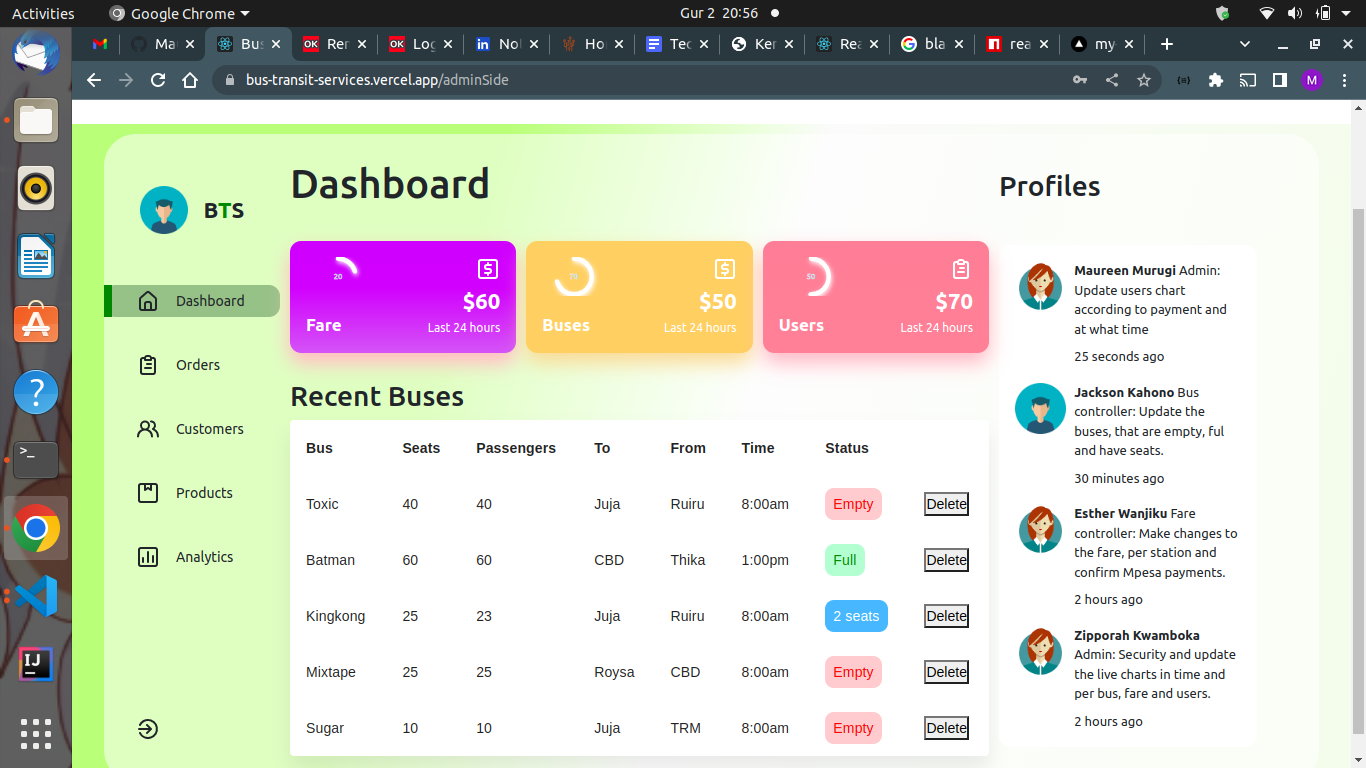 Activities
Google Chrome
Gur 2 20:56
Ma
Bus
OK
Rer
OK
Log
in
Not
Ho
Tec
Ker
Rea
bla
rea
my-
bus-transit-services.vercel.app/adminSide
M
BTS
Dashboard
Orders
Customers
Products
Analytics
Dashboard
20
$60
Fare
Last 24 hours
70
$50
Buses
Last 24 hours
50
$70
Users
Last 24 hours
Recent Buses
Bus Seats Passengers To From Time Status
Toxic 40 40 Juja Ruiru 8:00am Empty Delete
Batman 60 60 CBD Thika 1:00pm Full Delete
Kingkong 25 23 Juja Ruiru 8:00am 2 seats Delete
Mixtape 25 25 Roysa CBD 8:00am Empty Delete
Sugar 10 10 Juja TRM 8:00am Empty Delete
Profiles
Maureen Murugi Admin:
Update users chart
according to payment and
at what time
25 seconds ago
Jackson Kahono Bus
controller: Update the
buses, that are empty, ful
and have seats.
30 minutes ago
Esther Wanjiku Fare
controller: Make changes to
the fare, per station and
confirm Mpesa payments.
2 hours ago
Zipporah Kwamboka
Admin: Security and update
the live charts in time and
per bus, fare and users.
2 hours ago
>_
?
IJ